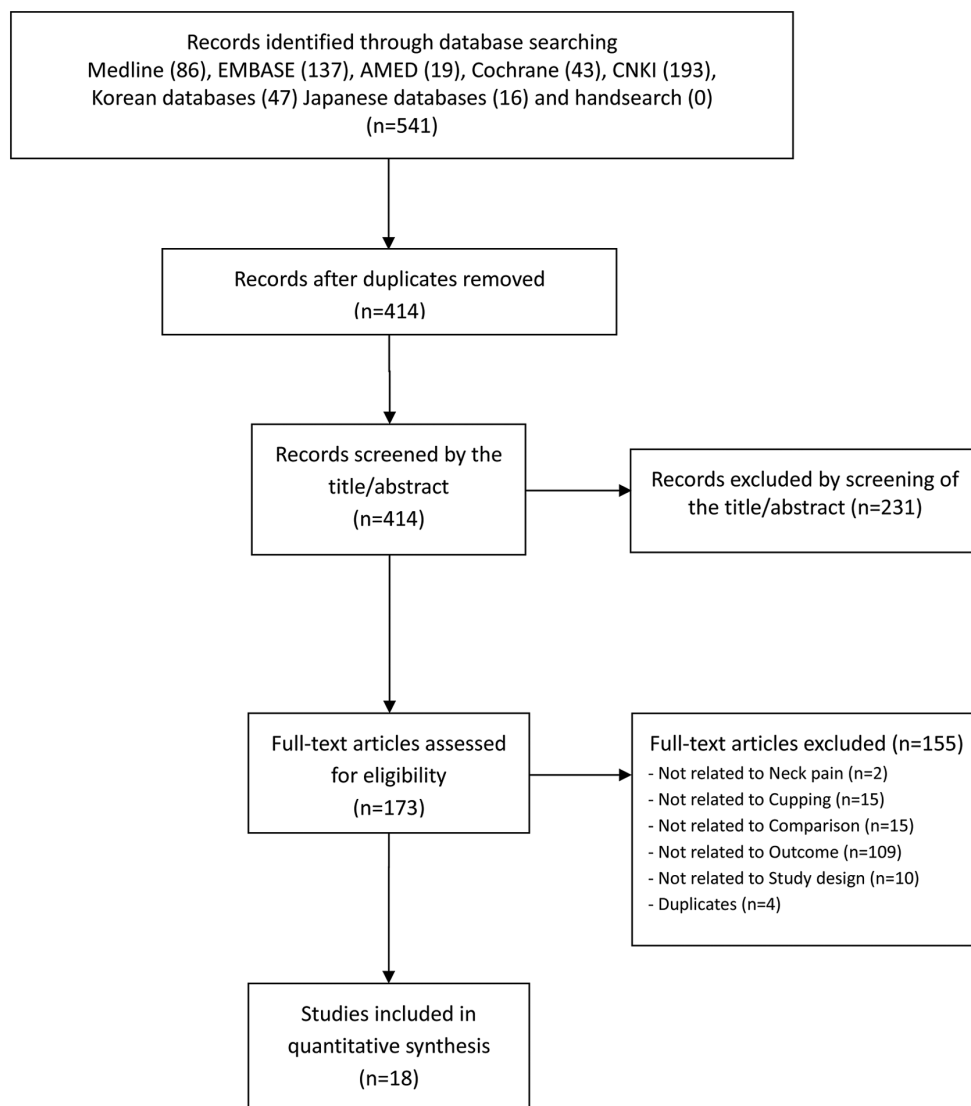 Records identified through database searching
Medline (86), EMBASE (137), AMED (19), Cochrane (43), CNKI (193),
Korean databases (47) Japanese databases (16) and handsearch (0)
(n=541)
Records after duplicates removed
(n=414)
Records screened by the
title/abstract
(n=414)
Records excluded by screening of
the title/abstract (n=231)
Full-text articles assessed
for eligibility
(n=173)
Full-text articles excluded (n=155)
- Not related to Neck pain (n=2)
- Not related to Cupping (n=15)
- Not related to Comparison (n=15)
- Not related to Outcome (n=109)
- Not related to Study design (n=10)
- Duplicates (n=4)
Studies included in
quantitative synthesis
(n=18)